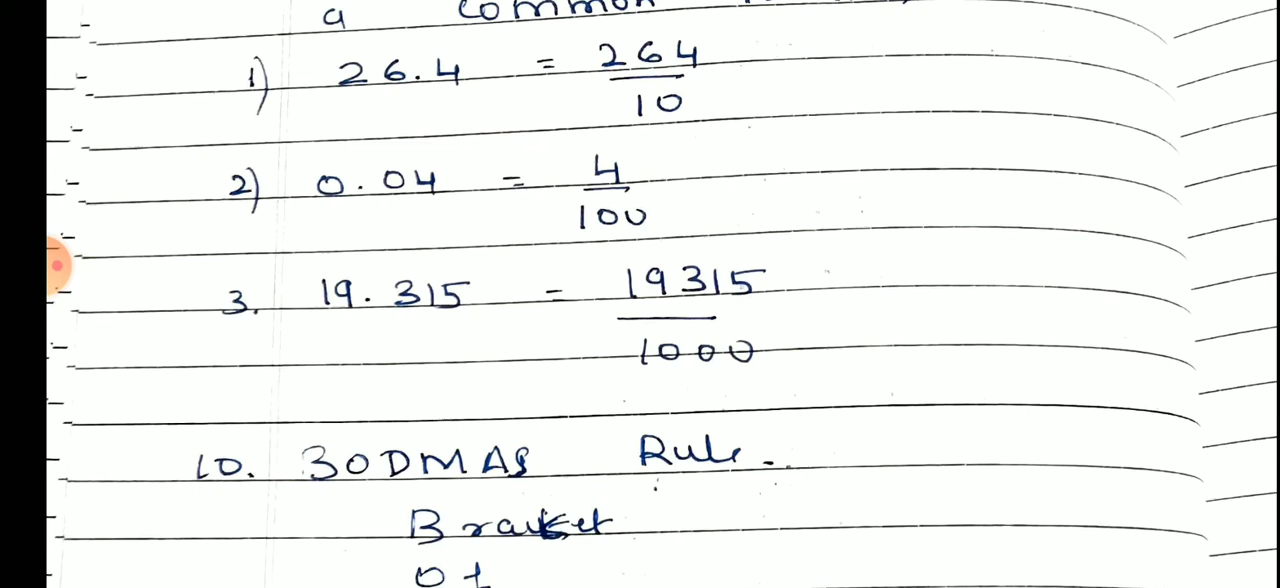 a common
1) 26.4 = 264/10
2) 0.04 = 4/100
3. 19.315 = 19315/1000
10. BODMAS Rule.
Bracket
Of